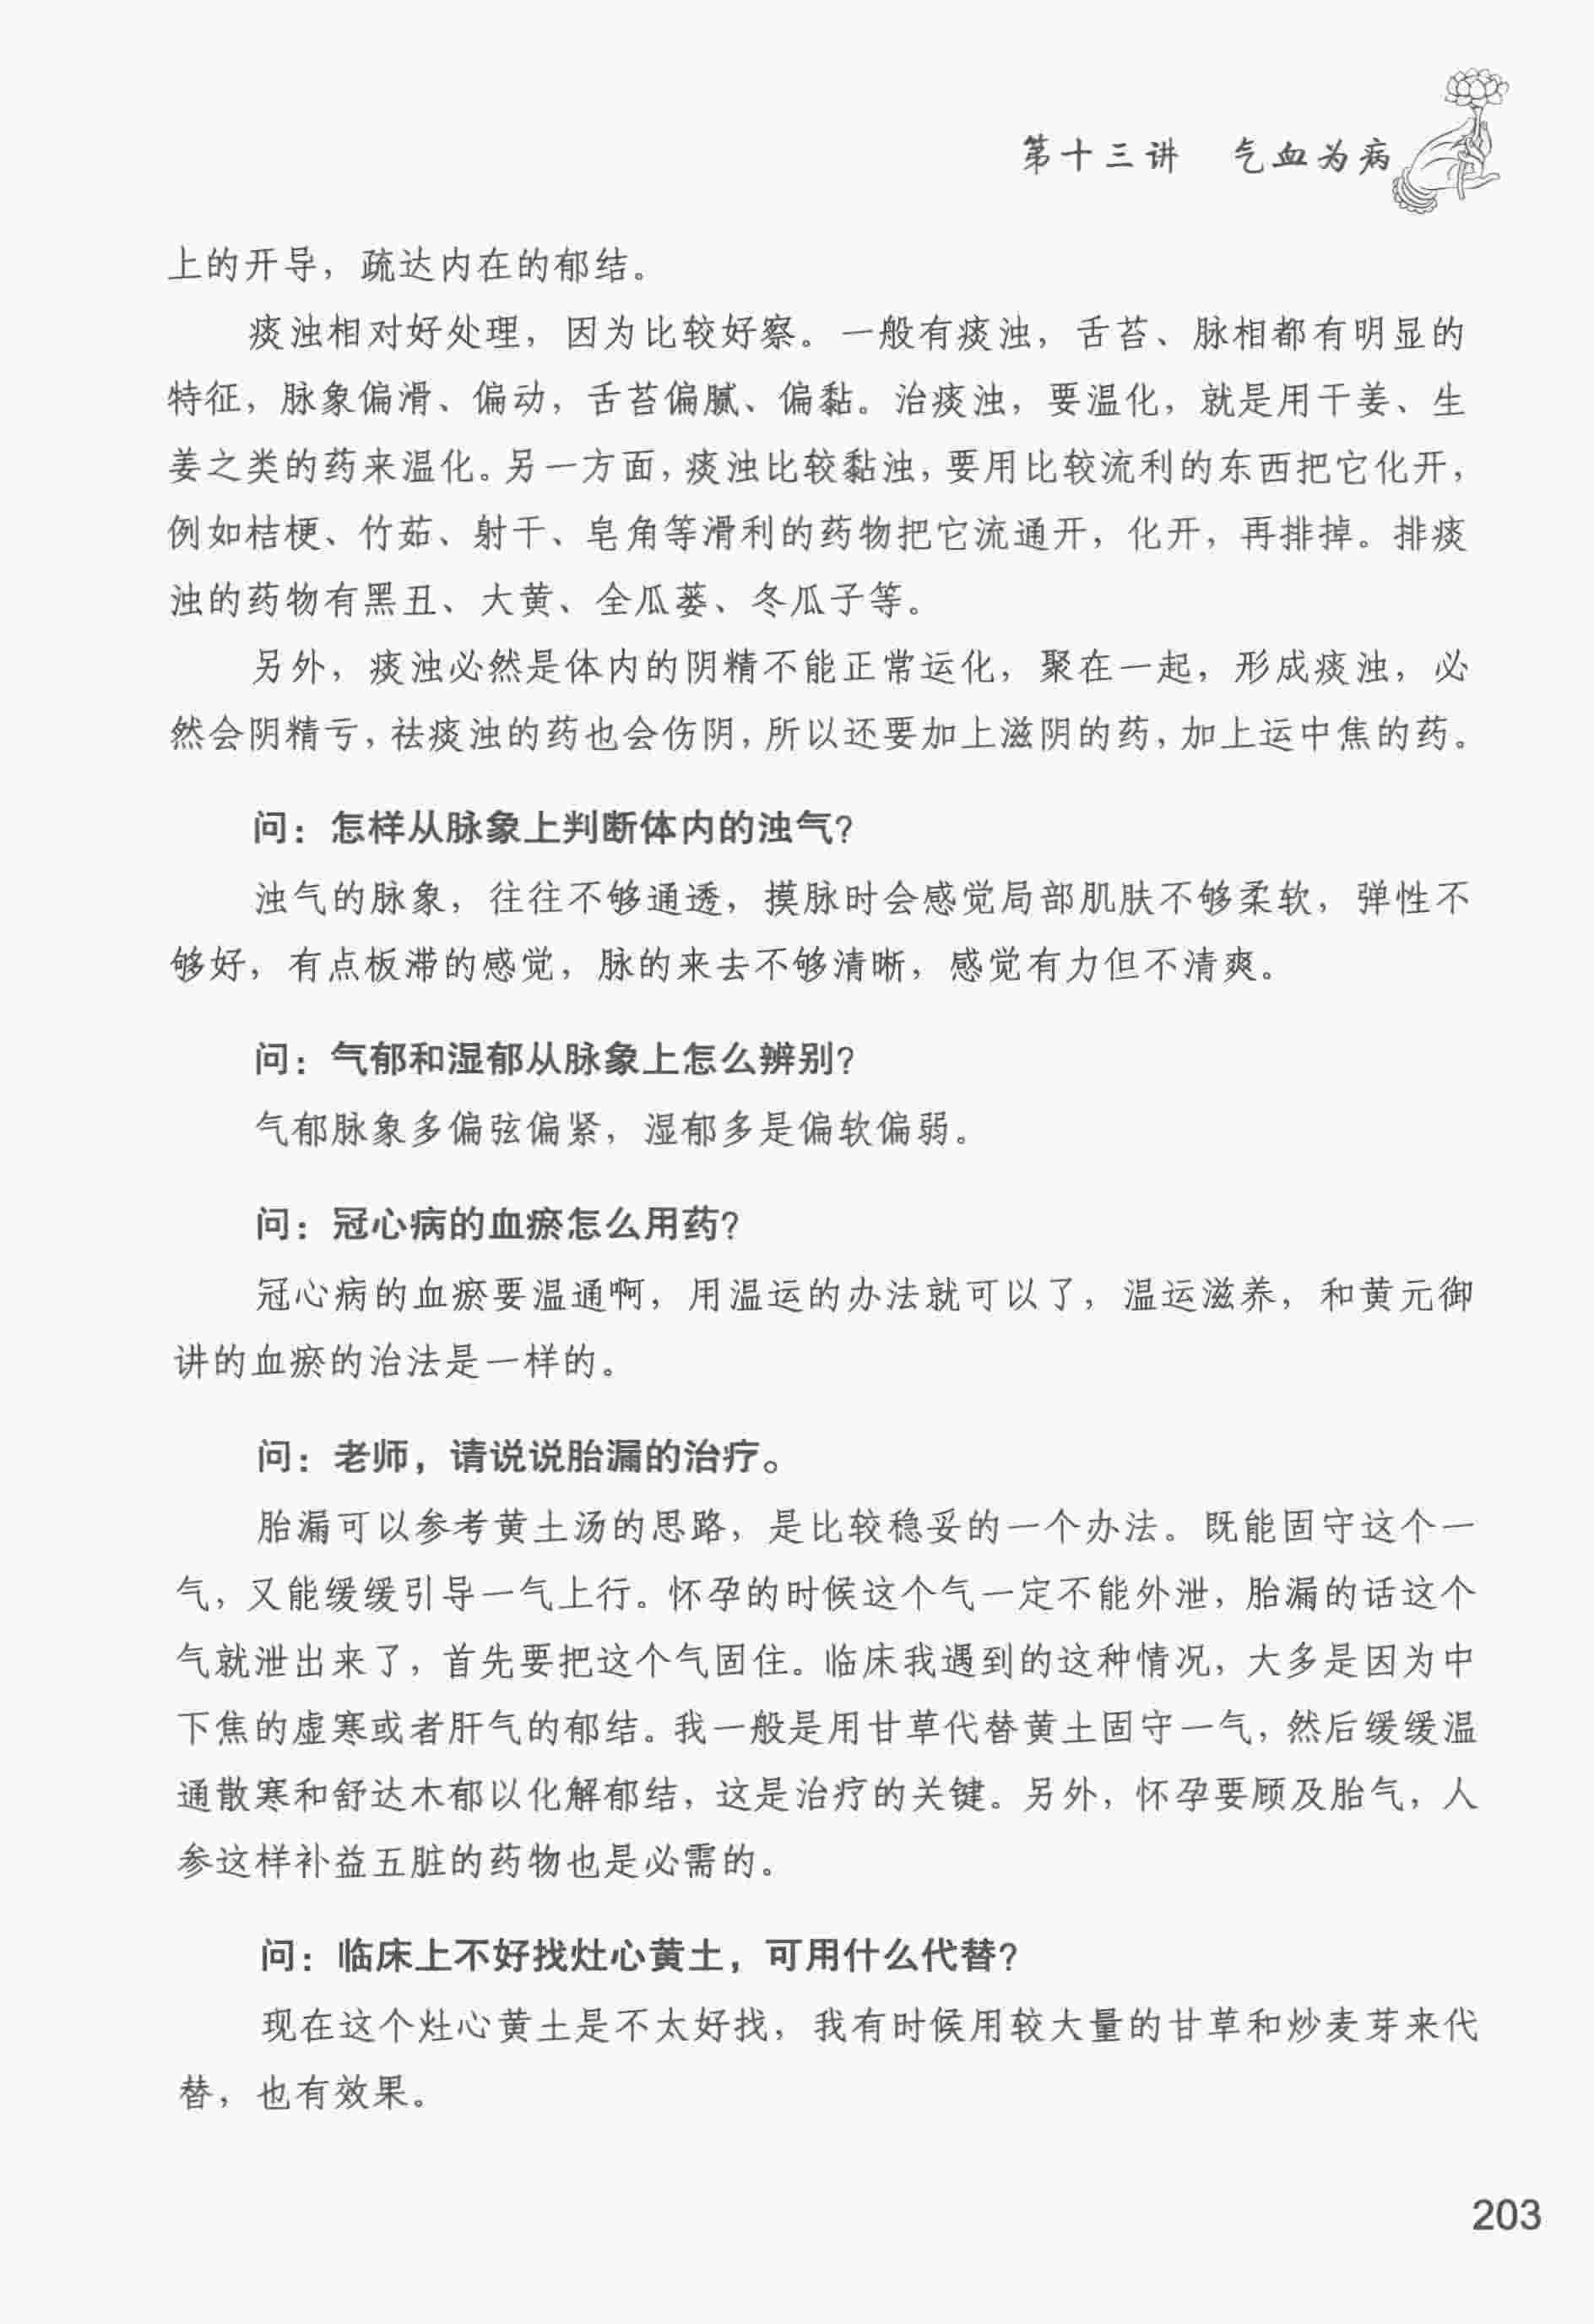 第十三讲　气血为病
上的开导，疏达内在的郁结。
痰浊相对好处理，因为比较好察。一般有痰浊，舌苔、脉相都有明显的
特征，脉象偏滑、偏动，舌苔偏腻、偏黏。治痰浊，要温化，就是用干姜、生
姜之类的药来温化。另一方面，痰浊比较黏浊，要用比较流利的东西把它化开，
例如桔梗、竹茹、射干、皂角等滑利的药物把它流通开，化开，再排掉。排痰
浊的药物有黑丑、大黄、全瓜蒌、冬瓜子等。
另外，痰浊必然是体内的阴精不能正常运化，聚在一起，形成痰浊，必
然会阴精亏，祛痰浊的药也会伤阴，所以还要加上滋阴的药，加上运中焦的药。
问：怎样从脉象上判断体内的浊气？
浊气的脉象，往往不够通透，摸脉时会感觉局部肌肤不够柔软，弹性不
够好，有点板滞的感觉，脉的来去不够清晰，感觉有力但不清爽。
问：气郁和湿郁从脉象上怎么辨别？
气郁脉象多偏弦偏紧，湿郁多是偏软偏弱。
问：冠心病的血瘀怎么用药？
冠心病的血瘀要温通啊，用温运的办法就可以了，温运滋养，和黄元御
讲的血瘀的治法是一样的。
问：老师，请说说胎漏的治疗。
胎漏可以参考黄土汤的思路，是比较稳妥的一个办法。既能固守这个一
气，又能缓缓引导一气上行。怀孕的时候这个气一定不能外泄，胎漏的话这个
气就泄出来了，首先要把这个气固住。临床我遇到的这种情况，大多是因为中
下焦的虚寒或者肝气的郁结。我一般是用甘草代替黄土固守一气，然后缓缓温
通散寒和舒达木郁以化解郁结，这是治疗的关键。另外，怀孕要顾及胎气，人
参这样补益五脏的药物也是必需的。
问：临床上不好找灶心黄土，可用什么代替？
现在这个灶心黄土是不太好找，我有时候用较大量的甘草和炒麦芽来代
替，也有效果。
203